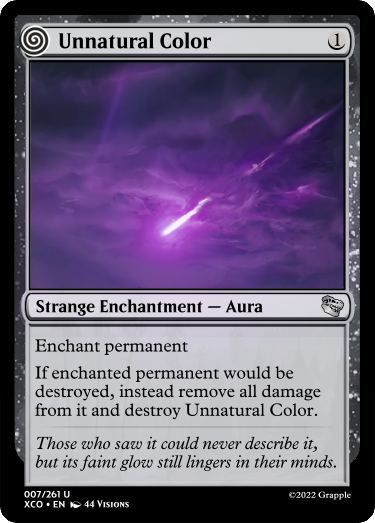 Unnatural Color 1
Strange Enchantment — Aura
Enchant permanent
If enchanted permanent would be
destroyed, instead remove all damage
from it and destroy Unnatural Color.
Those who saw it could never describe it,
but its faint glow still lingers in their minds.
007/261 U
XCO • EN 44 Visions
©2022 Grapple